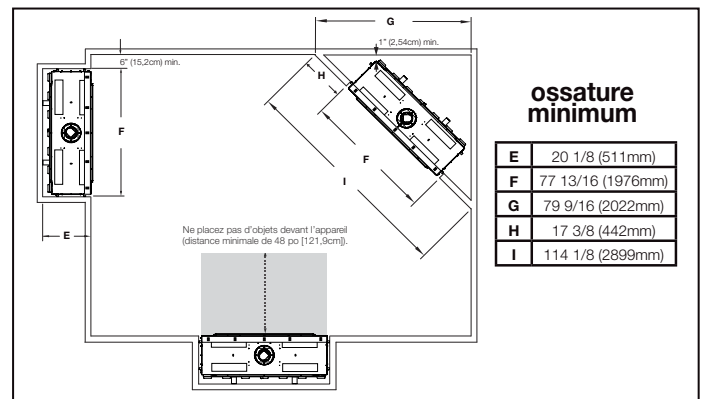 G
1" (2,54cm) min.
6" (15,2cm) min.
H
F
F
I
E
Ne placez pas d'objets devant l'appareil
(distance minimale de 48 po [121,9cm]).
ossature
minimum
E 20 1/8 (511mm)
F 77 13/16 (1976mm)
G 79 9/16 (2022mm)
H 17 3/8 (442mm)
I 114 1/8 (2899mm)